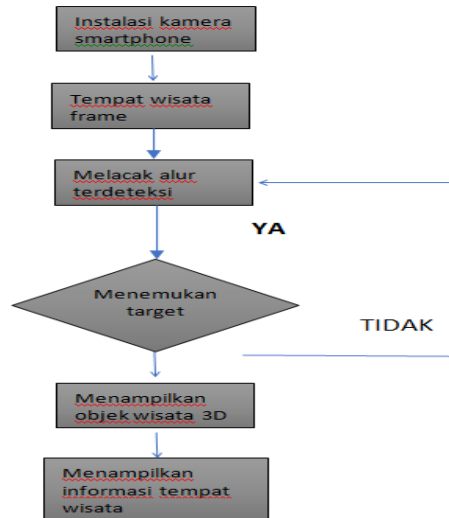 Instalasi kamera
smartphone
Tempat wisata
frame
Melacak alur
terdeteksi
YA
Menemukan
target
TIDAK
Menampilkan
objek wisata 3D
Menampilkan
informasi tempat
wisata